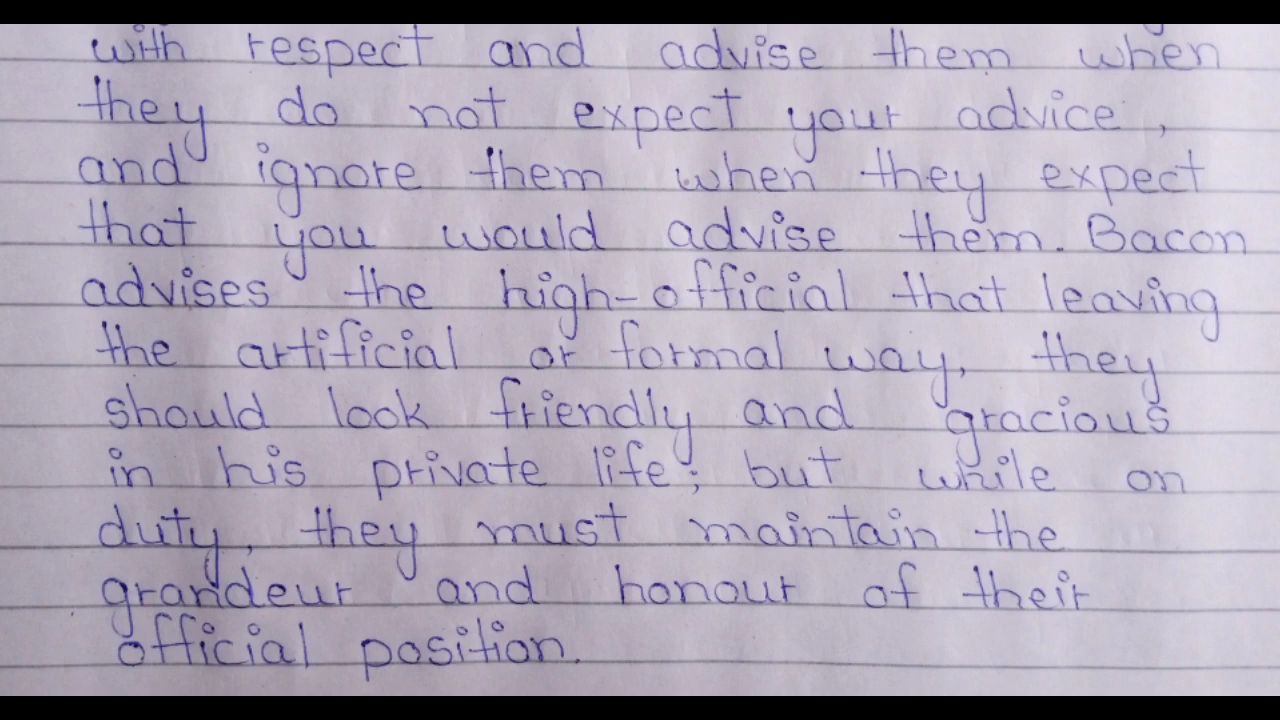 with respect and advise them when
they do not expect your advice,
and ignore them when they expect
that you would advise them. Bacon
advises the high-official that leaving
the artificial or formal way, they
should look friendly and gracious
in his private life; but while on
duty, they must maintain the
grandeur and honour of their
official position.